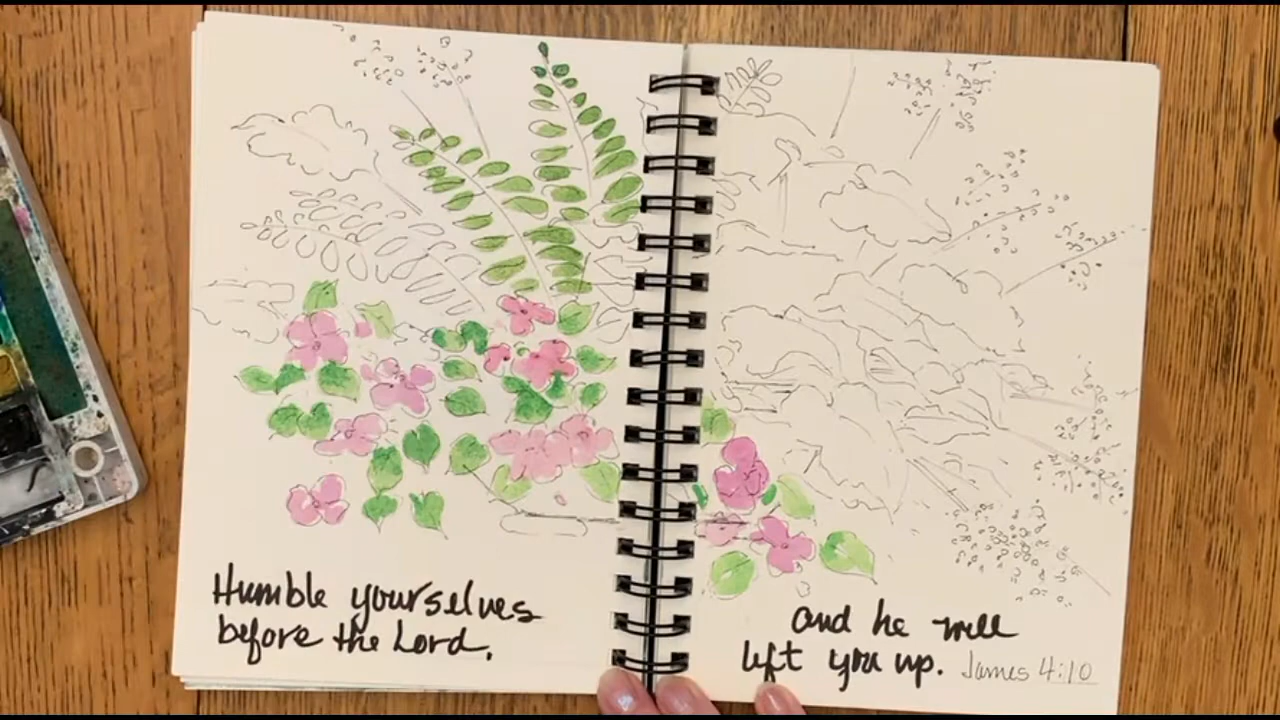 Humble yourselves
before the Lord,
and he will
lift you up. James 4:10